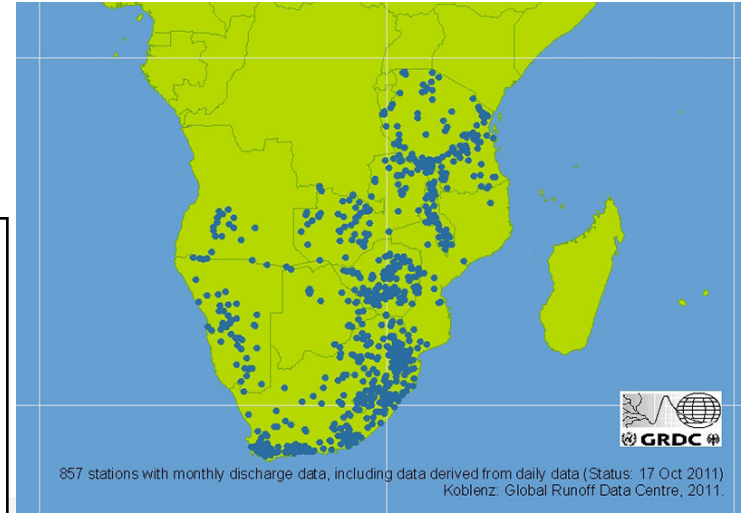 GRDC
857 stations with monthly discharge data, including data derived from daily data (Status: 17 Oct 2011)
Koblenz: Global Runoff Data Centre, 2011.